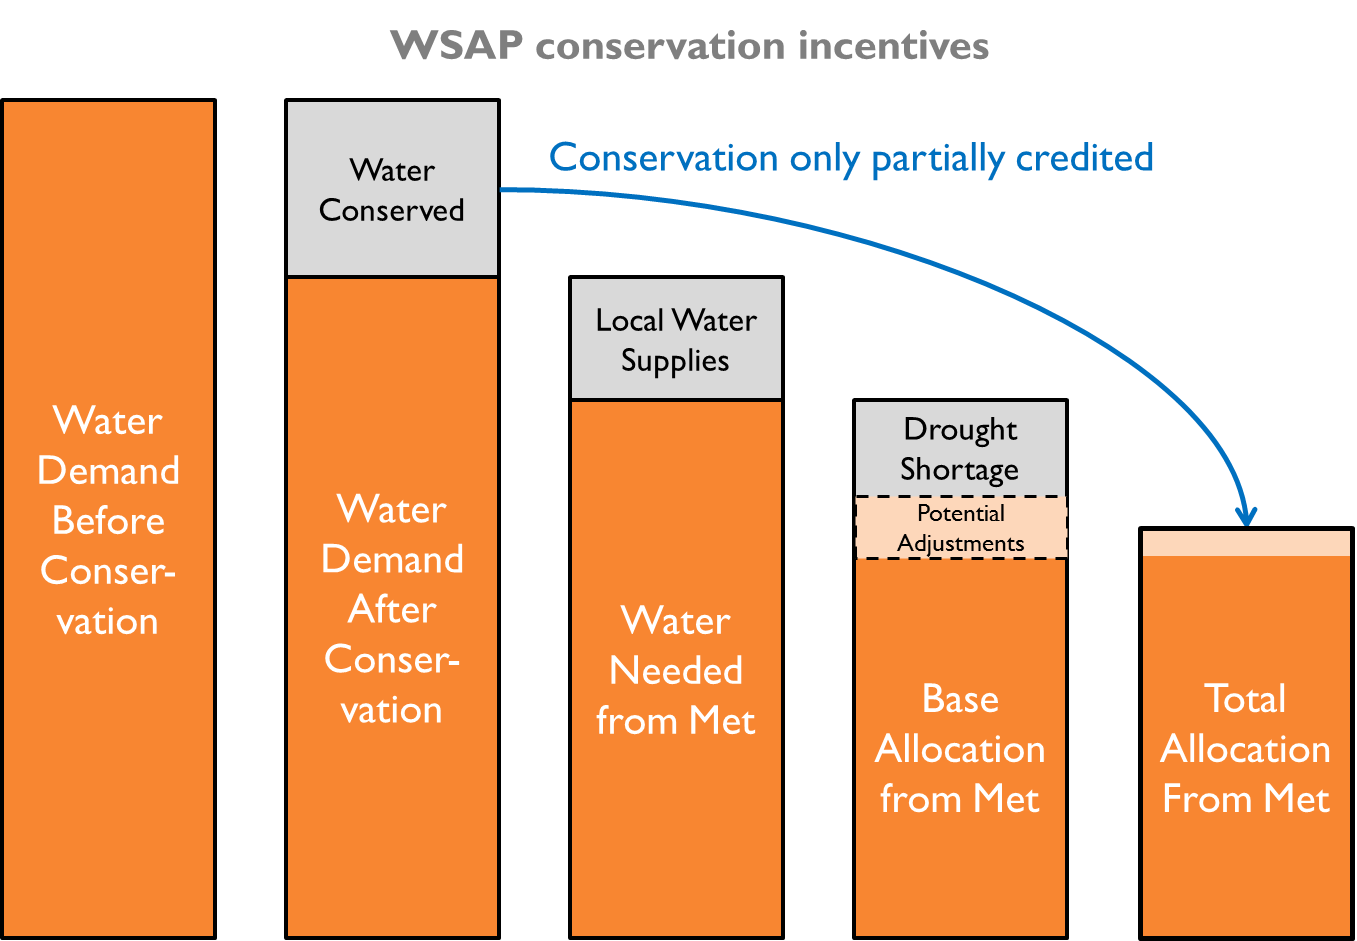 WSAP conservation incentives
Conservation only partially credited
Water
Demand
Before
Conser-
vation
Water
Conserved
Water
Demand
After
Conser-
vation
Local Water
Supplies
Water
Needed
from Met
Drought
Shortage
Potential
Adjustments
Base
Allocation
from Met
Total
Allocation
From Met